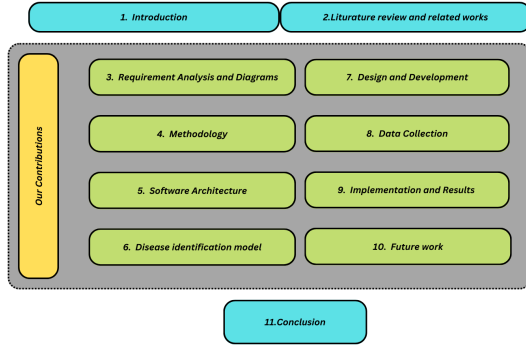 1. Introduction
2.Liturature review and related works
Our Contributions
3. Requirement Analysis and Diagrams
7. Design and Development
4. Methodology
8. Data Collection
5. Software Architecture
9. Implementation and Results
6. Disease identification model
10. Future work
11.Conclusion